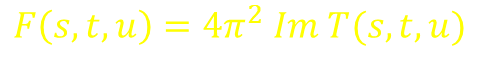 F(s,t,u) = 4π² Im T(s,t,u)